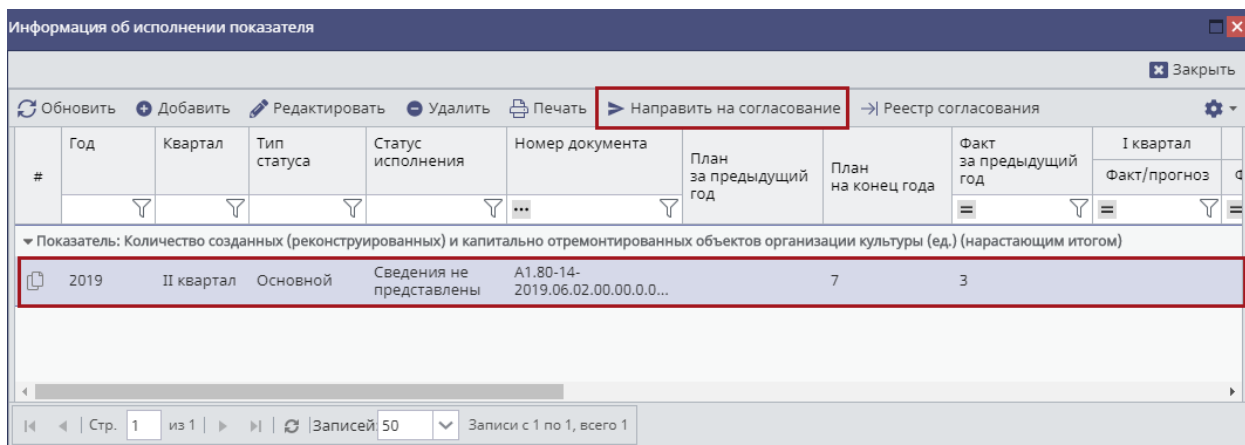 Информация об исполнении показателя
Закрыть
Обновить Добавить Редактировать Удалить Печать Направить на согласование Реестр согласования
# Год Квартал Тип статуса Статус исполнения Номер документа План за предыдущий год План на конец года Факт за предыдущий год I квартал
Факт/прогноз
... = = =
Показатель: Количество созданных (реконструированных) и капитально отремонтированных объектов организации культуры (ед.) (нарастающим итогом)
2019 II квартал Основной Сведения не представлены А1.80-14-2019.06.02.00.00.0.0... 7 3
Стр. 1 из 1 Записей: 50 Записи с 1 по 1, всего 1